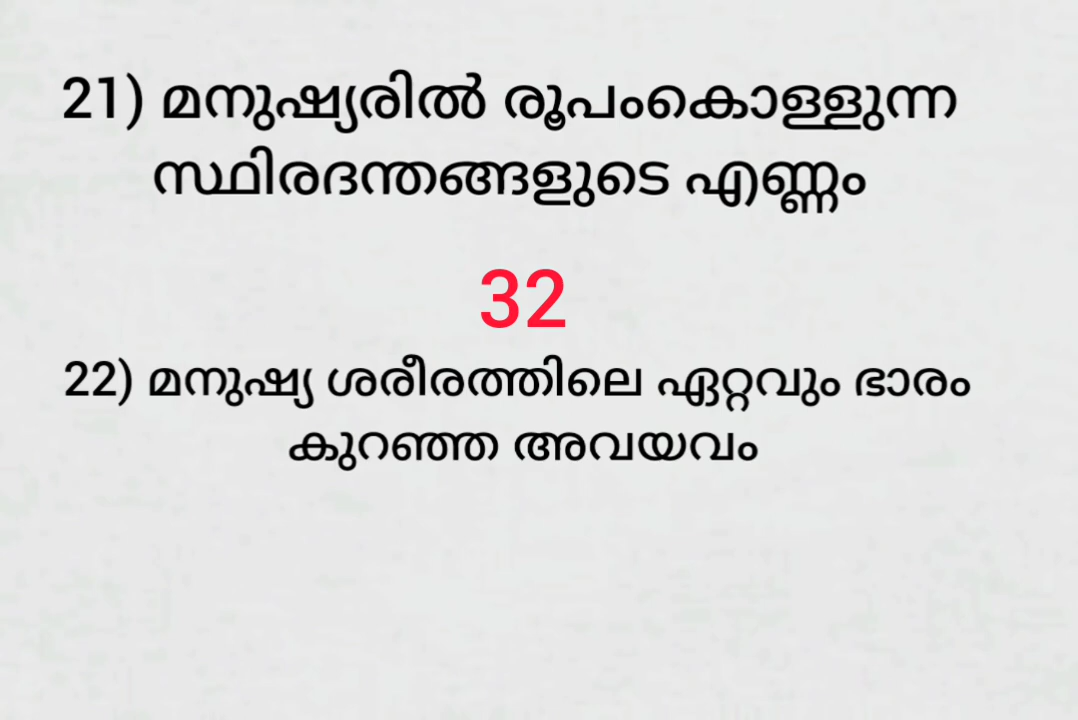 21) മനുഷ്യരിൽ രൂപംകൊള്ളുന്ന
സ്ഥിരദന്തങ്ങളുടെ എണ്ണം
32
22) മനുഷ്യ ശരീരത്തിലെ ഏറ്റവും ഭാരം
കുറഞ്ഞ അവയവം